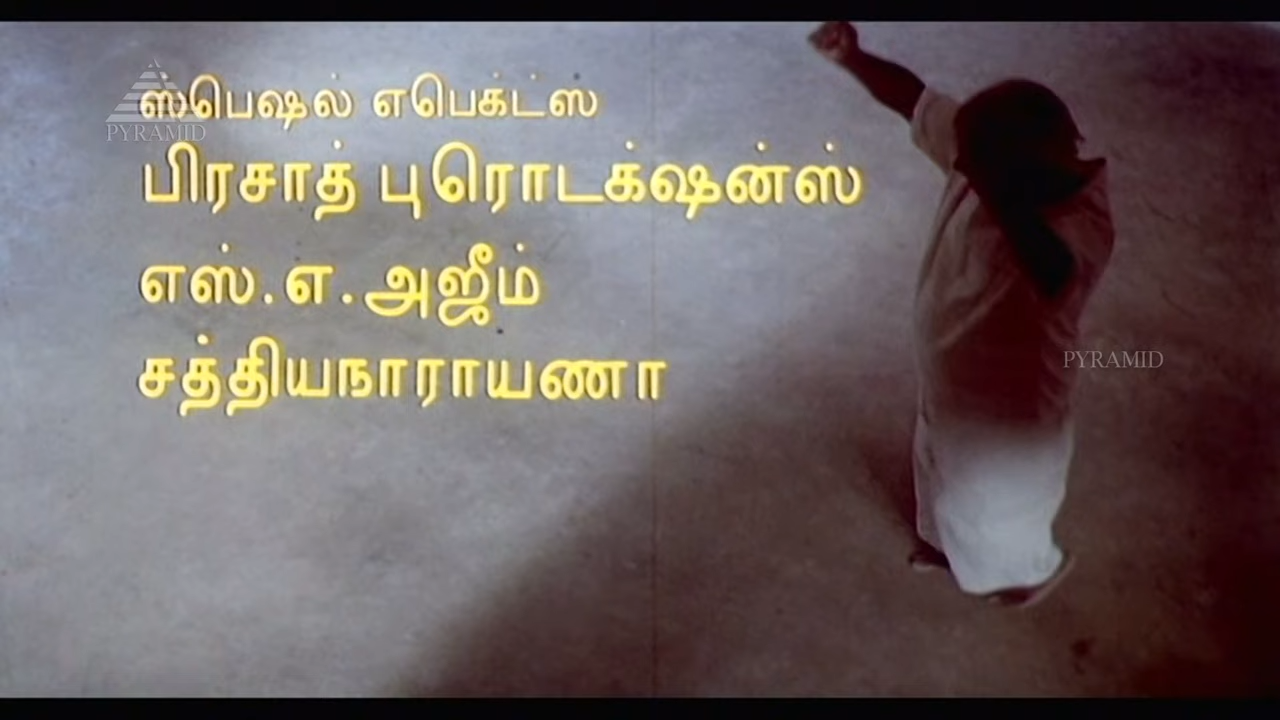 ஸ்பெஷல் எபெக்ட்ஸ்
பிரசாத் புரொடக்ஷன்ஸ்
எஸ்.எ.அஜீம்
சத்தியநாராயணா
PYRAMID
PYRAMID